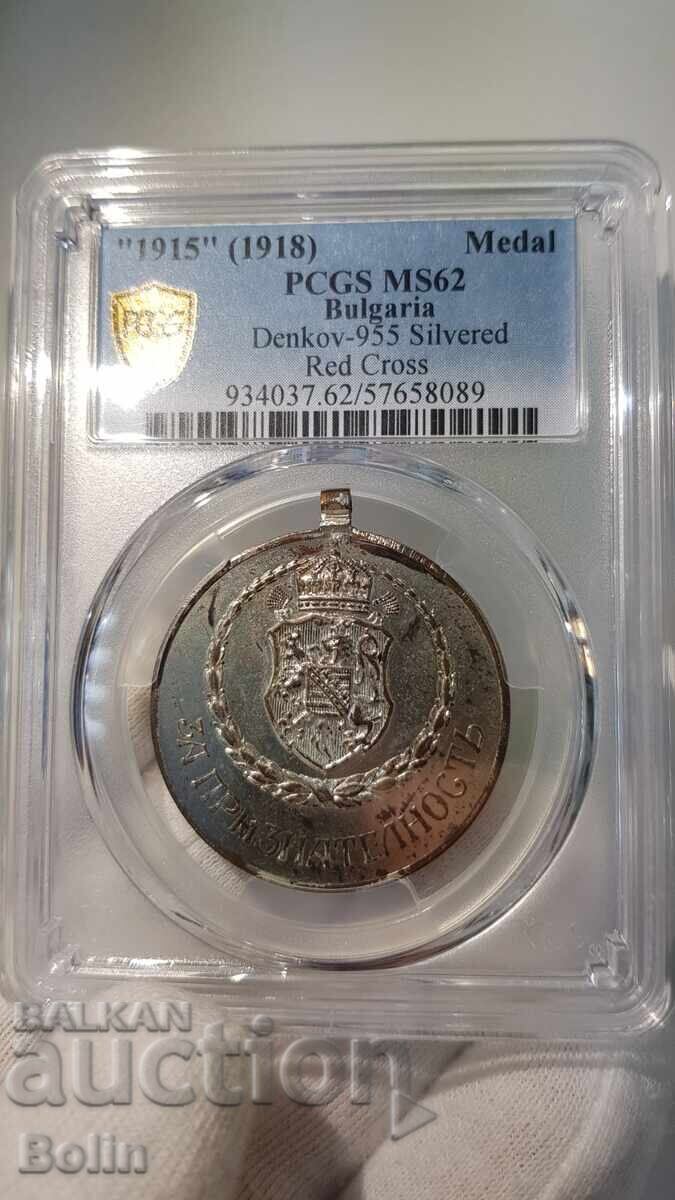 "1915" (1918) Medal
PCGS MS62
Bulgaria
Denkov-955 Silvered
Red Cross
934037.62/57658089
PCGS
ЗА ПРИЗНАТЕЛНОСТЬ
BALKAN
auction
Bolin